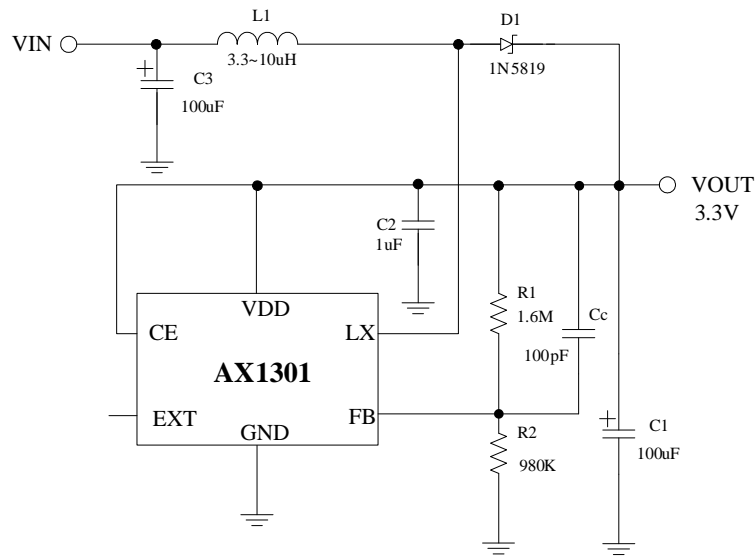 L1
D1
VIN
3.3~10uH
1N5819
C3
100uF
VOUT
3.3V
C2
1uF
VDD
R1
1.6M
Cc
100pF
CE
LX
AX1301
EXT
FB
GND
R2
980K
C1
100uF